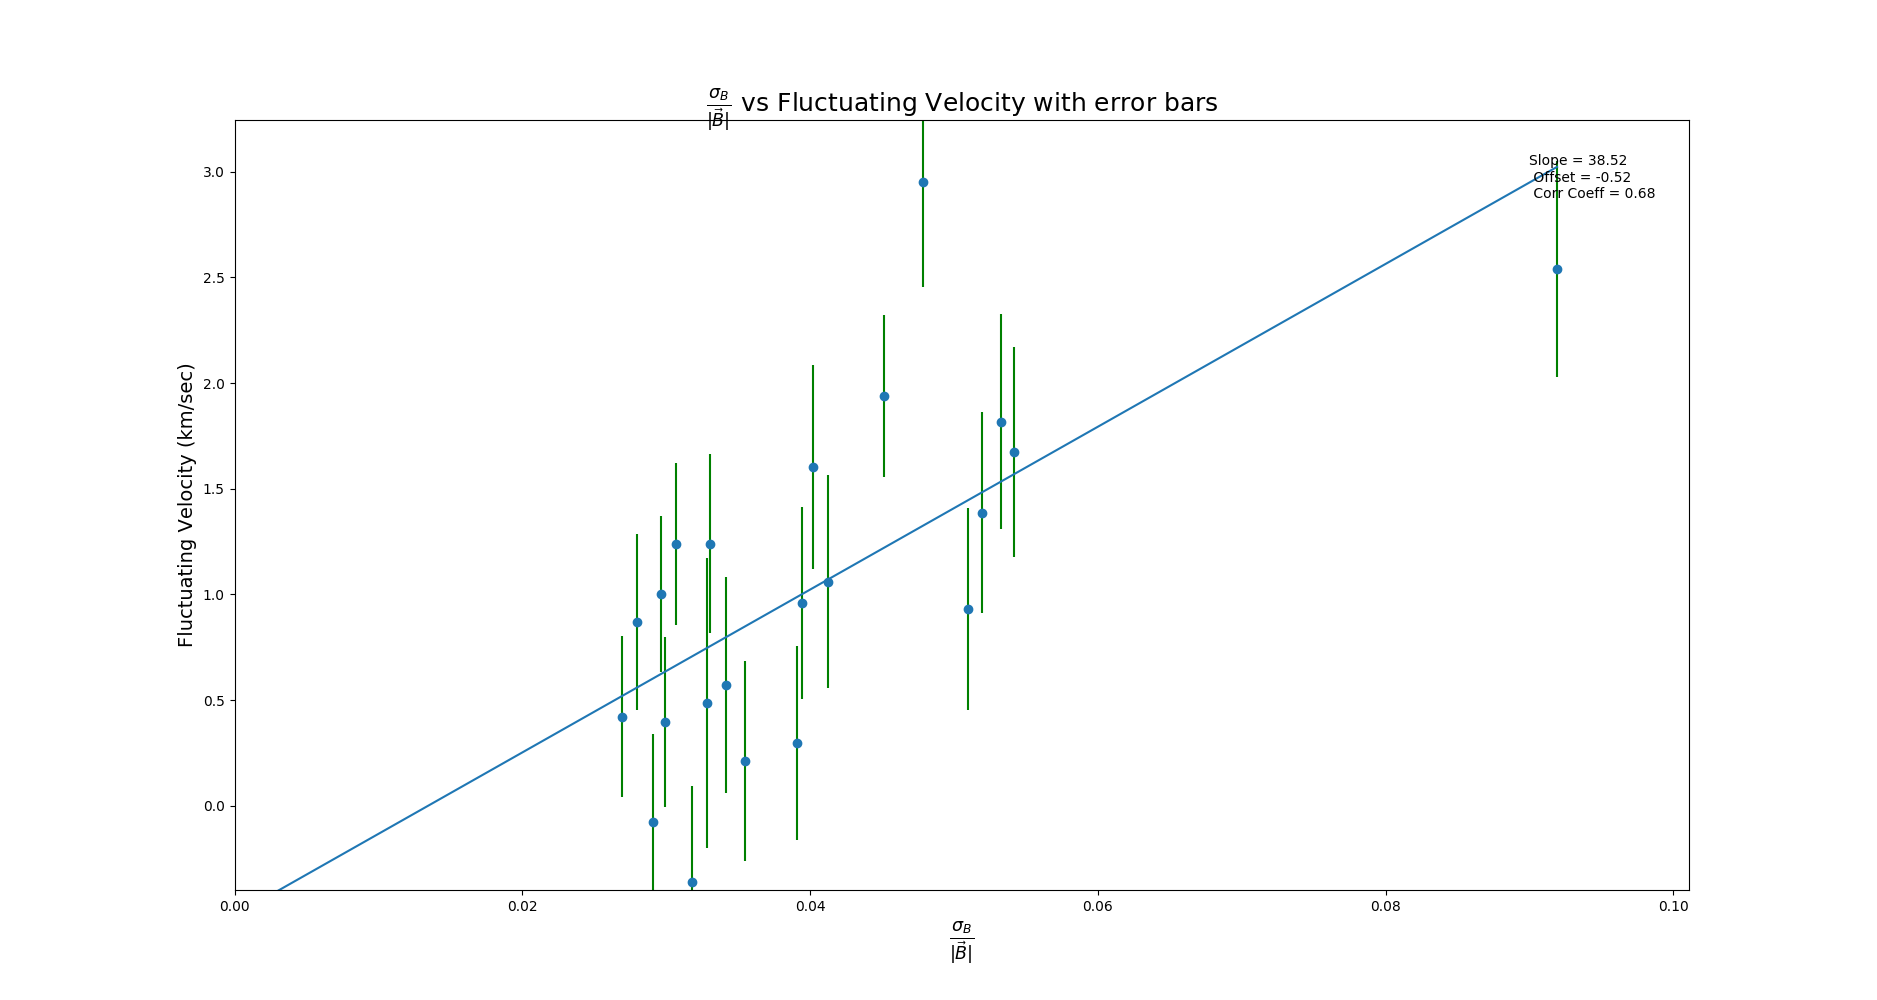 σ_B / |B⃗| vs Fluctuating Velocity with error bars
Slope = 38.52
Offset = -0.52
Corr Coeff = 0.68
Fluctuating Velocity (km/sec)
3.0
2.5
2.0
1.5
1.0
0.5
0.0
0.00 0.02 0.04 0.06 0.08 0.10
σ_B / |B⃗|